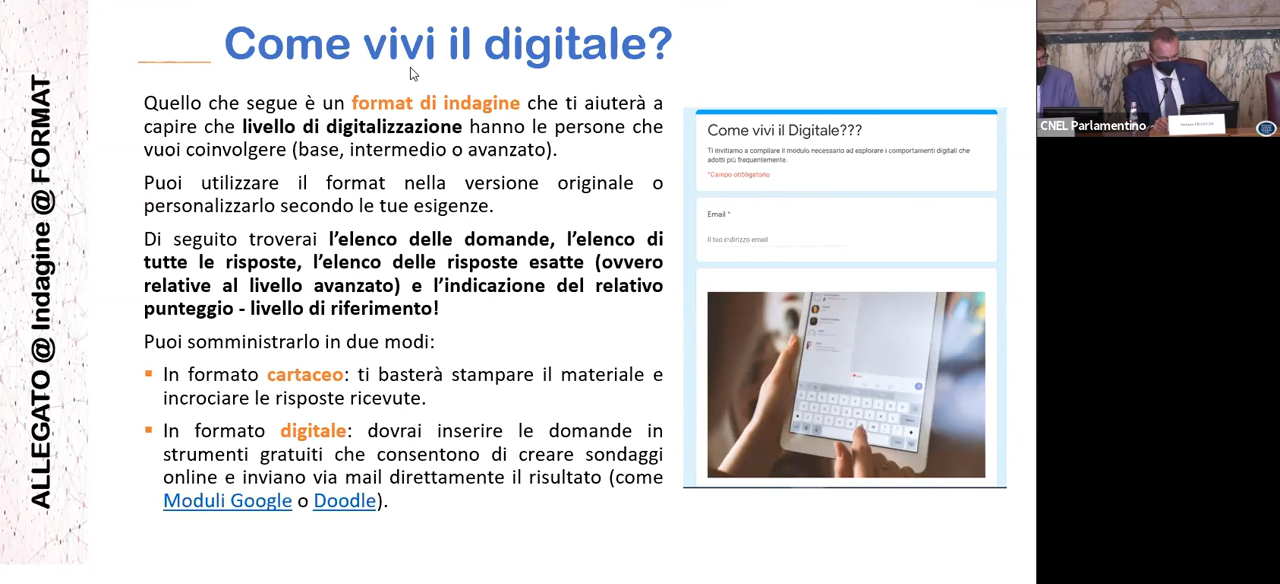 ALLEGATO @ Indagine @ FORMAT
Come vivi il digitale?
Quello che segue è un format di indagine che ti aiuterà a
capire che livello di digitalizzazione hanno le persone che
vuoi coinvolgere (base, intermedio o avanzato).
Puoi utilizzare il format nella versione originale o
personalizzarlo secondo le tue esigenze.
Di seguito troverai l’elenco delle domande, l’elenco di
tutte le risposte, l’elenco delle risposte esatte (ovvero
relative al livello avanzato) e l’indicazione del relativo
punteggio - livello di riferimento!
Puoi somministrarlo in due modi:
▪ In formato cartaceo: ti basterà stampare il materiale e
incrociare le risposte ricevute.
▪ In formato digitale: dovrai inserire le domande in
strumenti gratuiti che consentono di creare sondaggi
online e inviano via mail direttamente il risultato (come
Moduli Google o Doodle).
Come vivi il Digitale???
Ti invitiamo a compilare il modulo necessario ad esplorare i comportamenti digitali che
adotti più frequentemente.
*Campo obbligatorio
Email *
Il tuo indirizzo email
CNEL Parlamentino